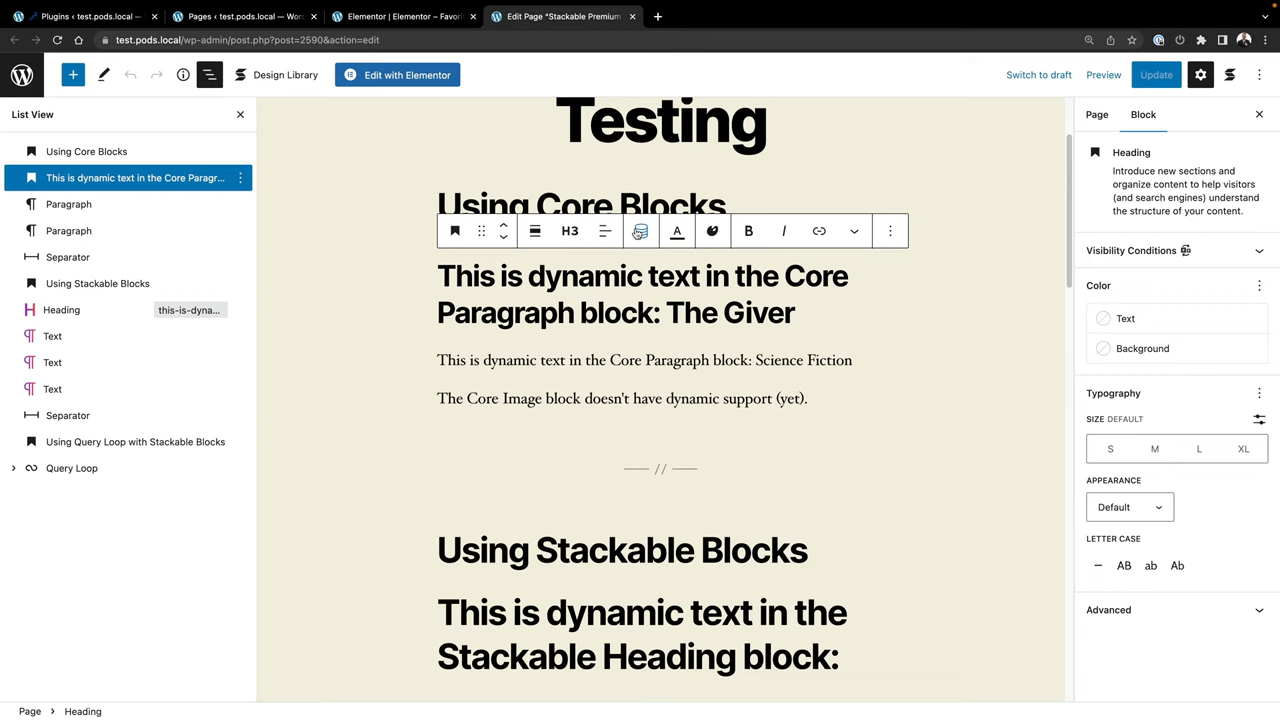 Plugins ‹ test.pods.local —
Pages ‹ test.pods.local — Wor
Elementor | Elementor – Favori
Edit Page "Stackable Premium
test.pods.local/wp-admin/post.php?post=2590&action=edit
Design Library
Edit with Elementor
Switch to draft
Preview
Update
List View
Using Core Blocks
This is dynamic text in the Core Paragr...
Paragraph
Paragraph
Separator
Using Stackable Blocks
Heading
this-is-dyna...
Text
Text
Text
Separator
Using Query Loop with Stackable Blocks
Query Loop
Testing
Using Core Blocks
H3
A
B
I
This is dynamic text in the Core
Paragraph block: The Giver
This is dynamic text in the Core Paragraph block: Science Fiction
The Core Image block doesn't have dynamic support (yet).
//
Using Stackable Blocks
This is dynamic text in the
Stackable Heading block:
Page
Block
Heading
Introduce new sections and
organize content to help visitors
(and search engines) understand
the structure of your content.
Visibility Conditions
Color
Text
Background
Typography
SIZE DEFAULT
S M L XL
APPEARANCE
Default
LETTER CASE
– AB ab Ab
Advanced
Page › Heading